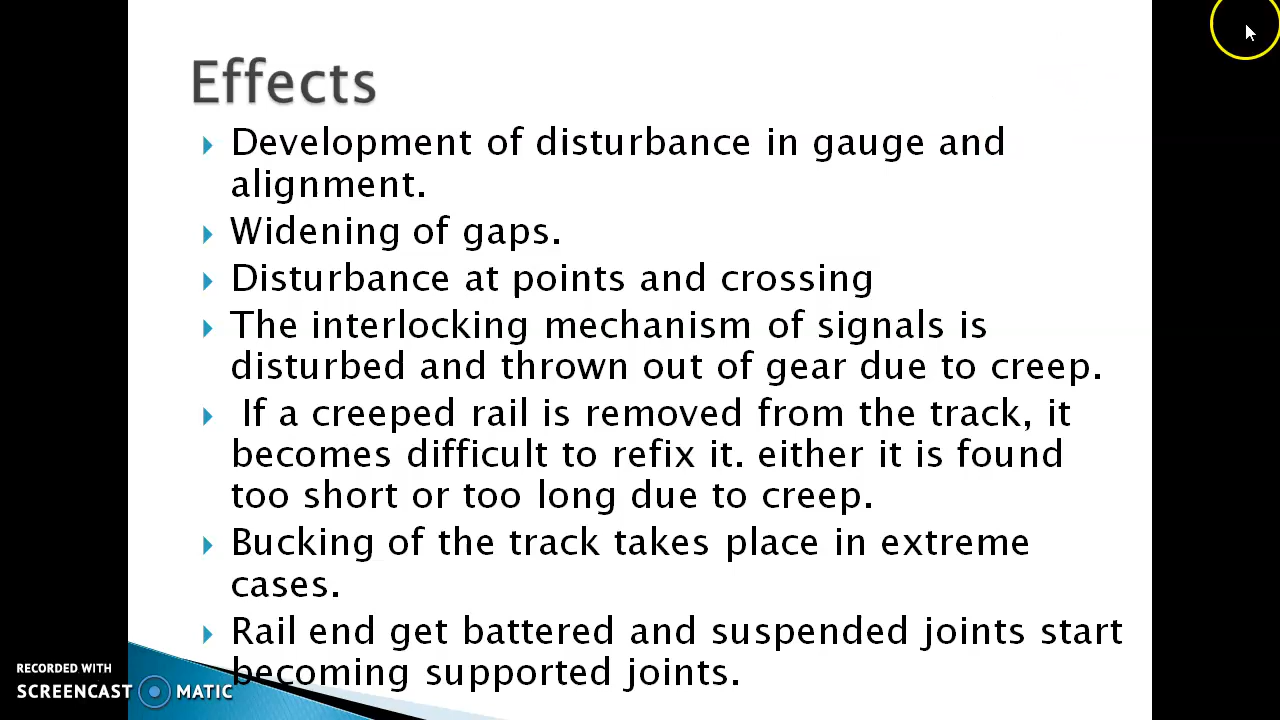 Effects
Development of disturbance in gauge and
alignment.
Widening of gaps.
Disturbance at points and crossing
The interlocking mechanism of signals is
disturbed and thrown out of gear due to creep.
If a creeped rail is removed from the track, it
becomes difficult to refix it. either it is found
too short or too long due to creep.
Bucking of the track takes place in extreme
cases.
Rail end get battered and suspended joints start
becoming supported joints.
RECORDED WITH
SCREENCAST MATIC